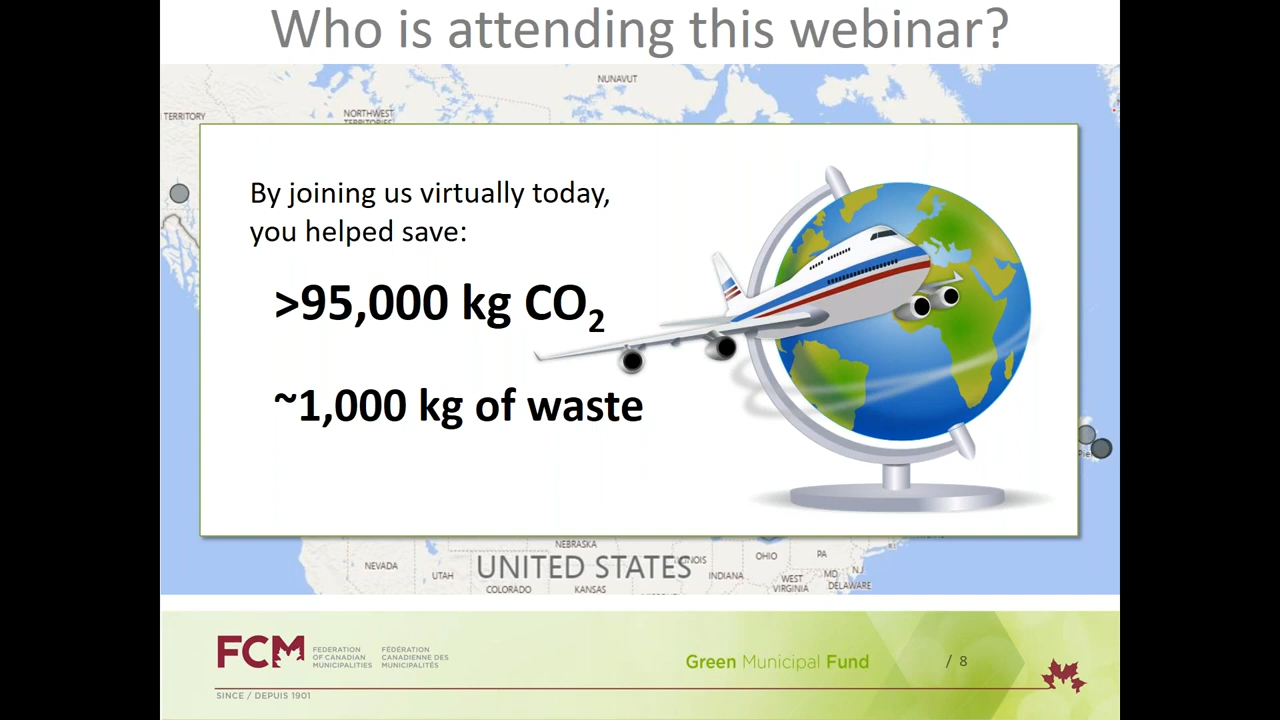 Who is attending this webinar?
NUNAVUT
TERRITORY
NORTHWEST
By joining us virtually today,
you helped save:
>95,000 kg CO₂
~1,000 kg of waste
NEBRASKA
NEVADA
UTAH
UNITED STATES
COLORADO
KANSAS
INDIANA
OHIO
PA
WEST
VIRGINIA
MD
NJ
DELAWARE
FCM
FEDERATION
OF CANADIAN
MUNICIPALITIES
FÉDÉRATION
CANADIENNE DES
MUNICIPALITÉS
SINCE / DEPUIS 1901
Green Municipal Fund
/ 8